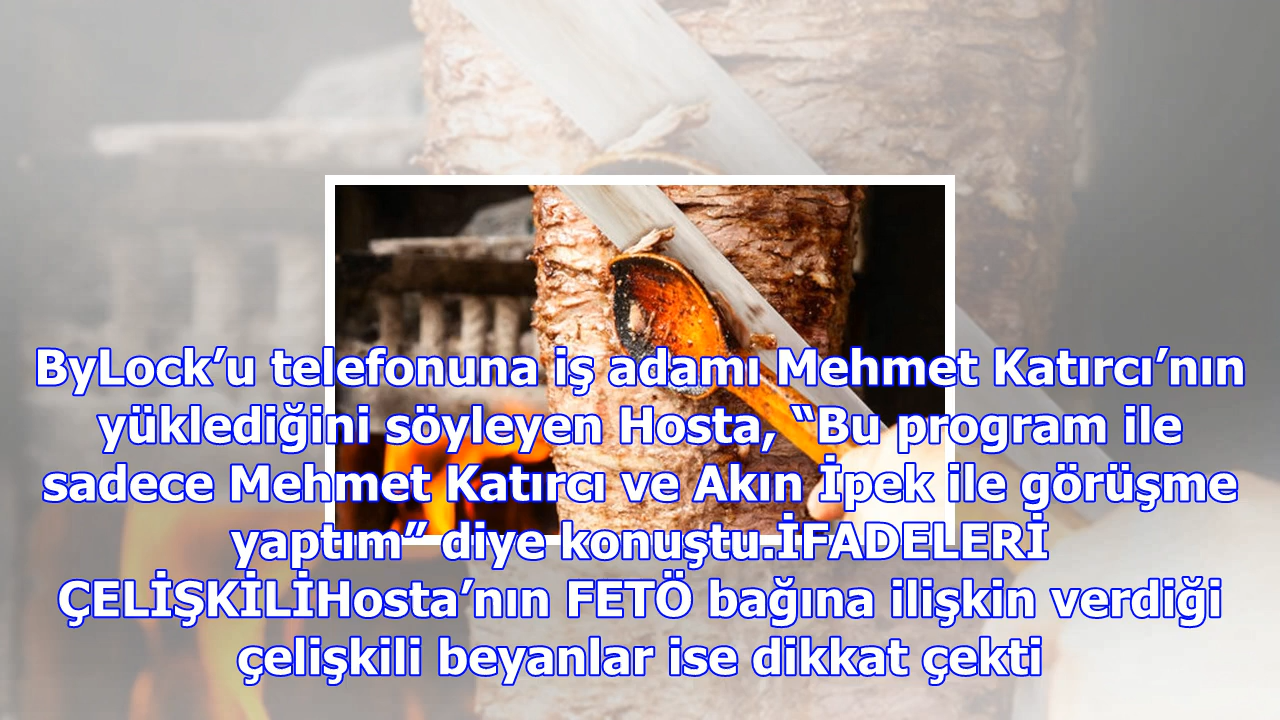 ByLock’u telefonuna iş adamı Mehmet Katırcı’nın
yüklediğini söyleyen Hosta, “Bu program ile
sadece Mehmet Katırcı ve Akın İpek ile görüşme
yaptım” diye konuştu.İFADELERİ
ÇELİŞKİLİHosta’nın FETÖ bağına ilişkin verdiği
çelişkili beyanlar ise dikkat çekti